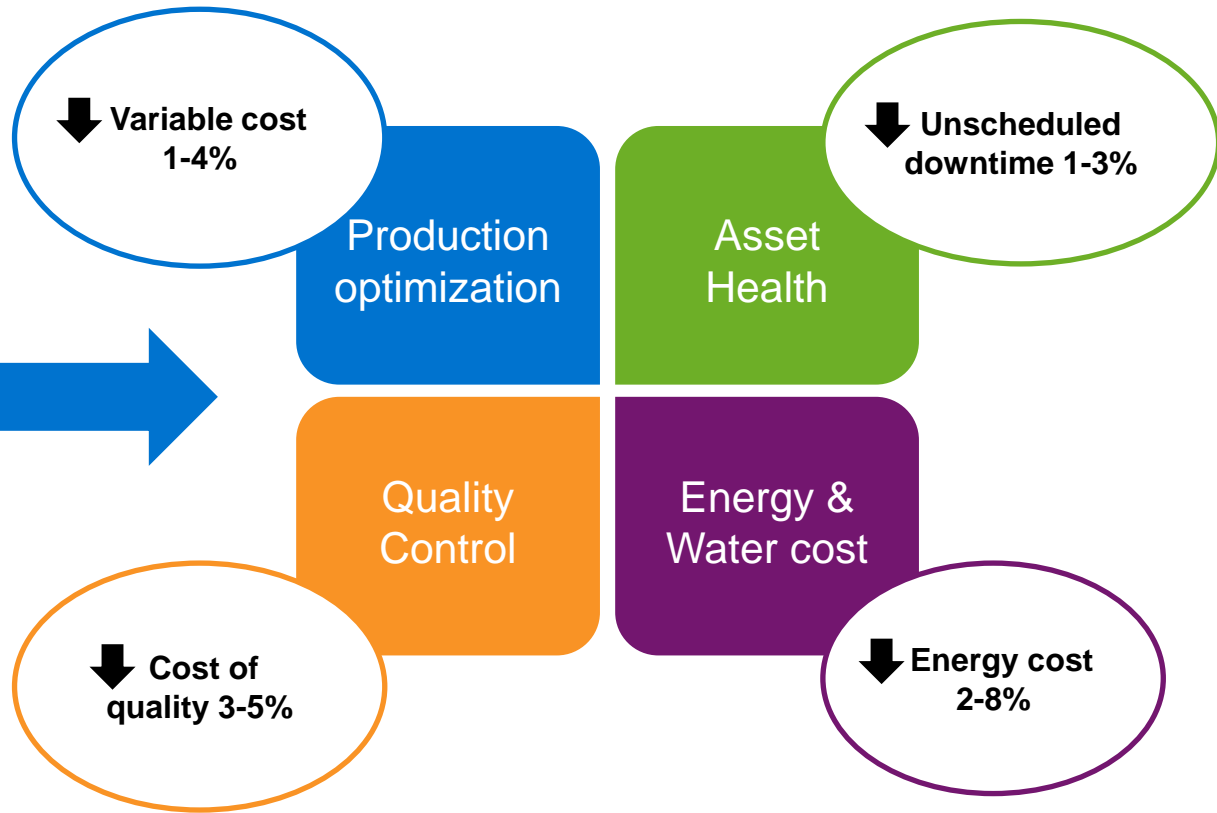 Variable cost
1-4%
Unscheduled
downtime 1-3%
Production
optimization
Asset
Health
Quality
Control
Energy &
Water cost
Cost of
quality 3-5%
Energy cost
2-8%